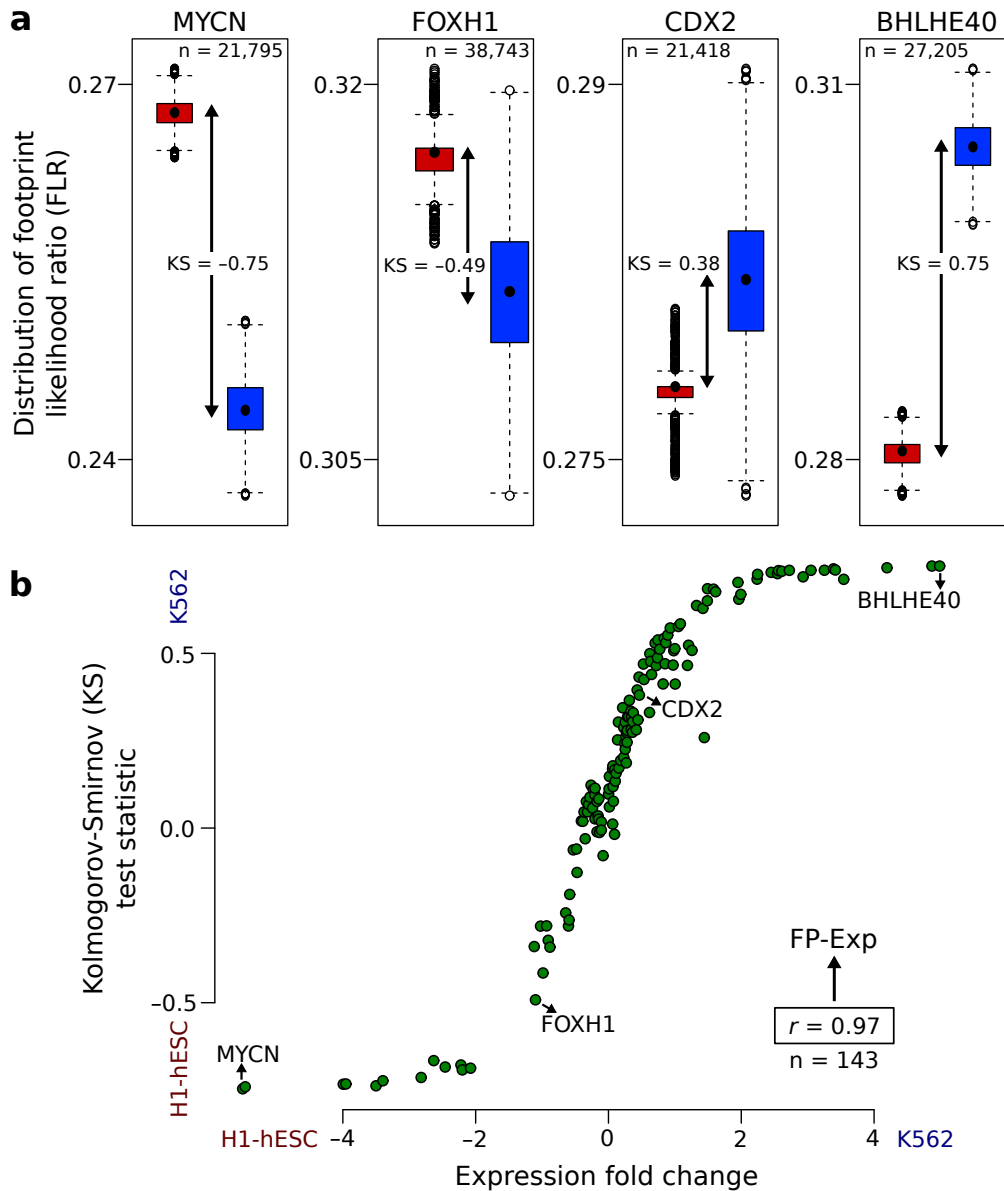 a
MYCN
FOXH1
CDX2
BHLHE40
Distribution of footprint
likelihood ratio (FLR)
n = 21,795
0.27
KS = –0.75
0.24
n = 38,743
0.32
KS = –0.49
0.305
n = 21,418
0.29
KS = 0.38
0.275
n = 27,205
0.31
KS = 0.75
0.28
b
K562
Kolmogorov-Smirnov (KS)
test statistic
H1-hESC
0.5
0.0
–0.5
BHLHE40
CDX2
FOXH1
MYCN
FP-Exp
r = 0.97
n = 143
H1-hESC
–4
–2
0
2
4
K562
Expression fold change